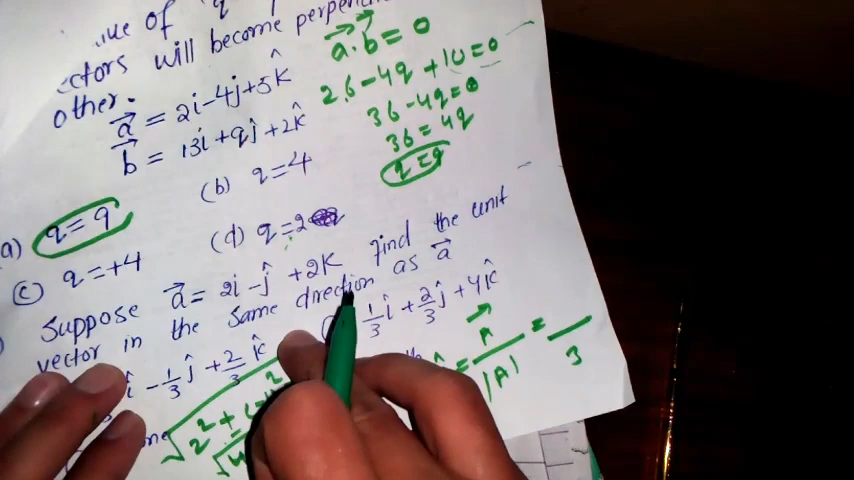 of
vectors will become
other.
a⃗ = 2i-4j+5k̂
b⃗ = 13i+qj+2k̂
a) q=9
(b) q=4
(c) q=+4
(d) q=2
Suppose a⃗ = 2i-ĵ+2k find the unit
vector in the same direction as a⃗
î - 1/3 ĵ + 2/3 k̂
1/3 î + 2/3 ĵ + 4k̂
a⃗.b⃗ = 0
26-4q+10=0
36-4q=0
36=4q
q=9
= A⃗/|A| = /3